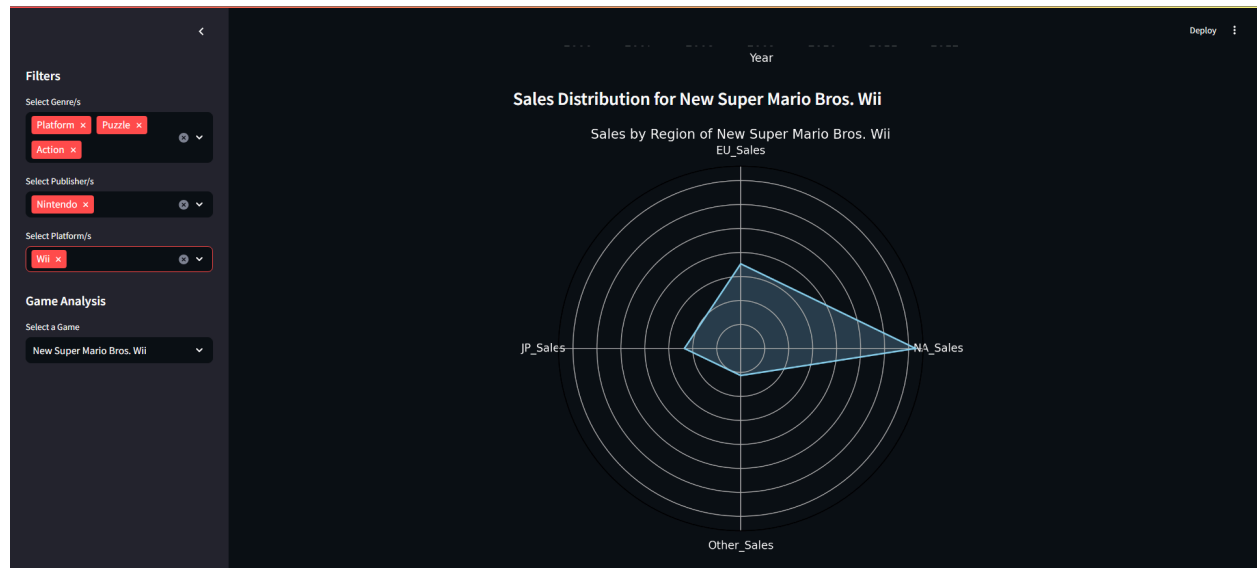 Deploy
Filters
Select Genre/s
Platform × Puzzle ×
Action ×
Select Publisher/s
Nintendo ×
Select Platform/s
Wii ×
Game Analysis
Select a Game
New Super Mario Bros. Wii
Year
Sales Distribution for New Super Mario Bros. Wii
Sales by Region of New Super Mario Bros. Wii
EU_Sales
JP_Sales
NA_Sales
Other_Sales